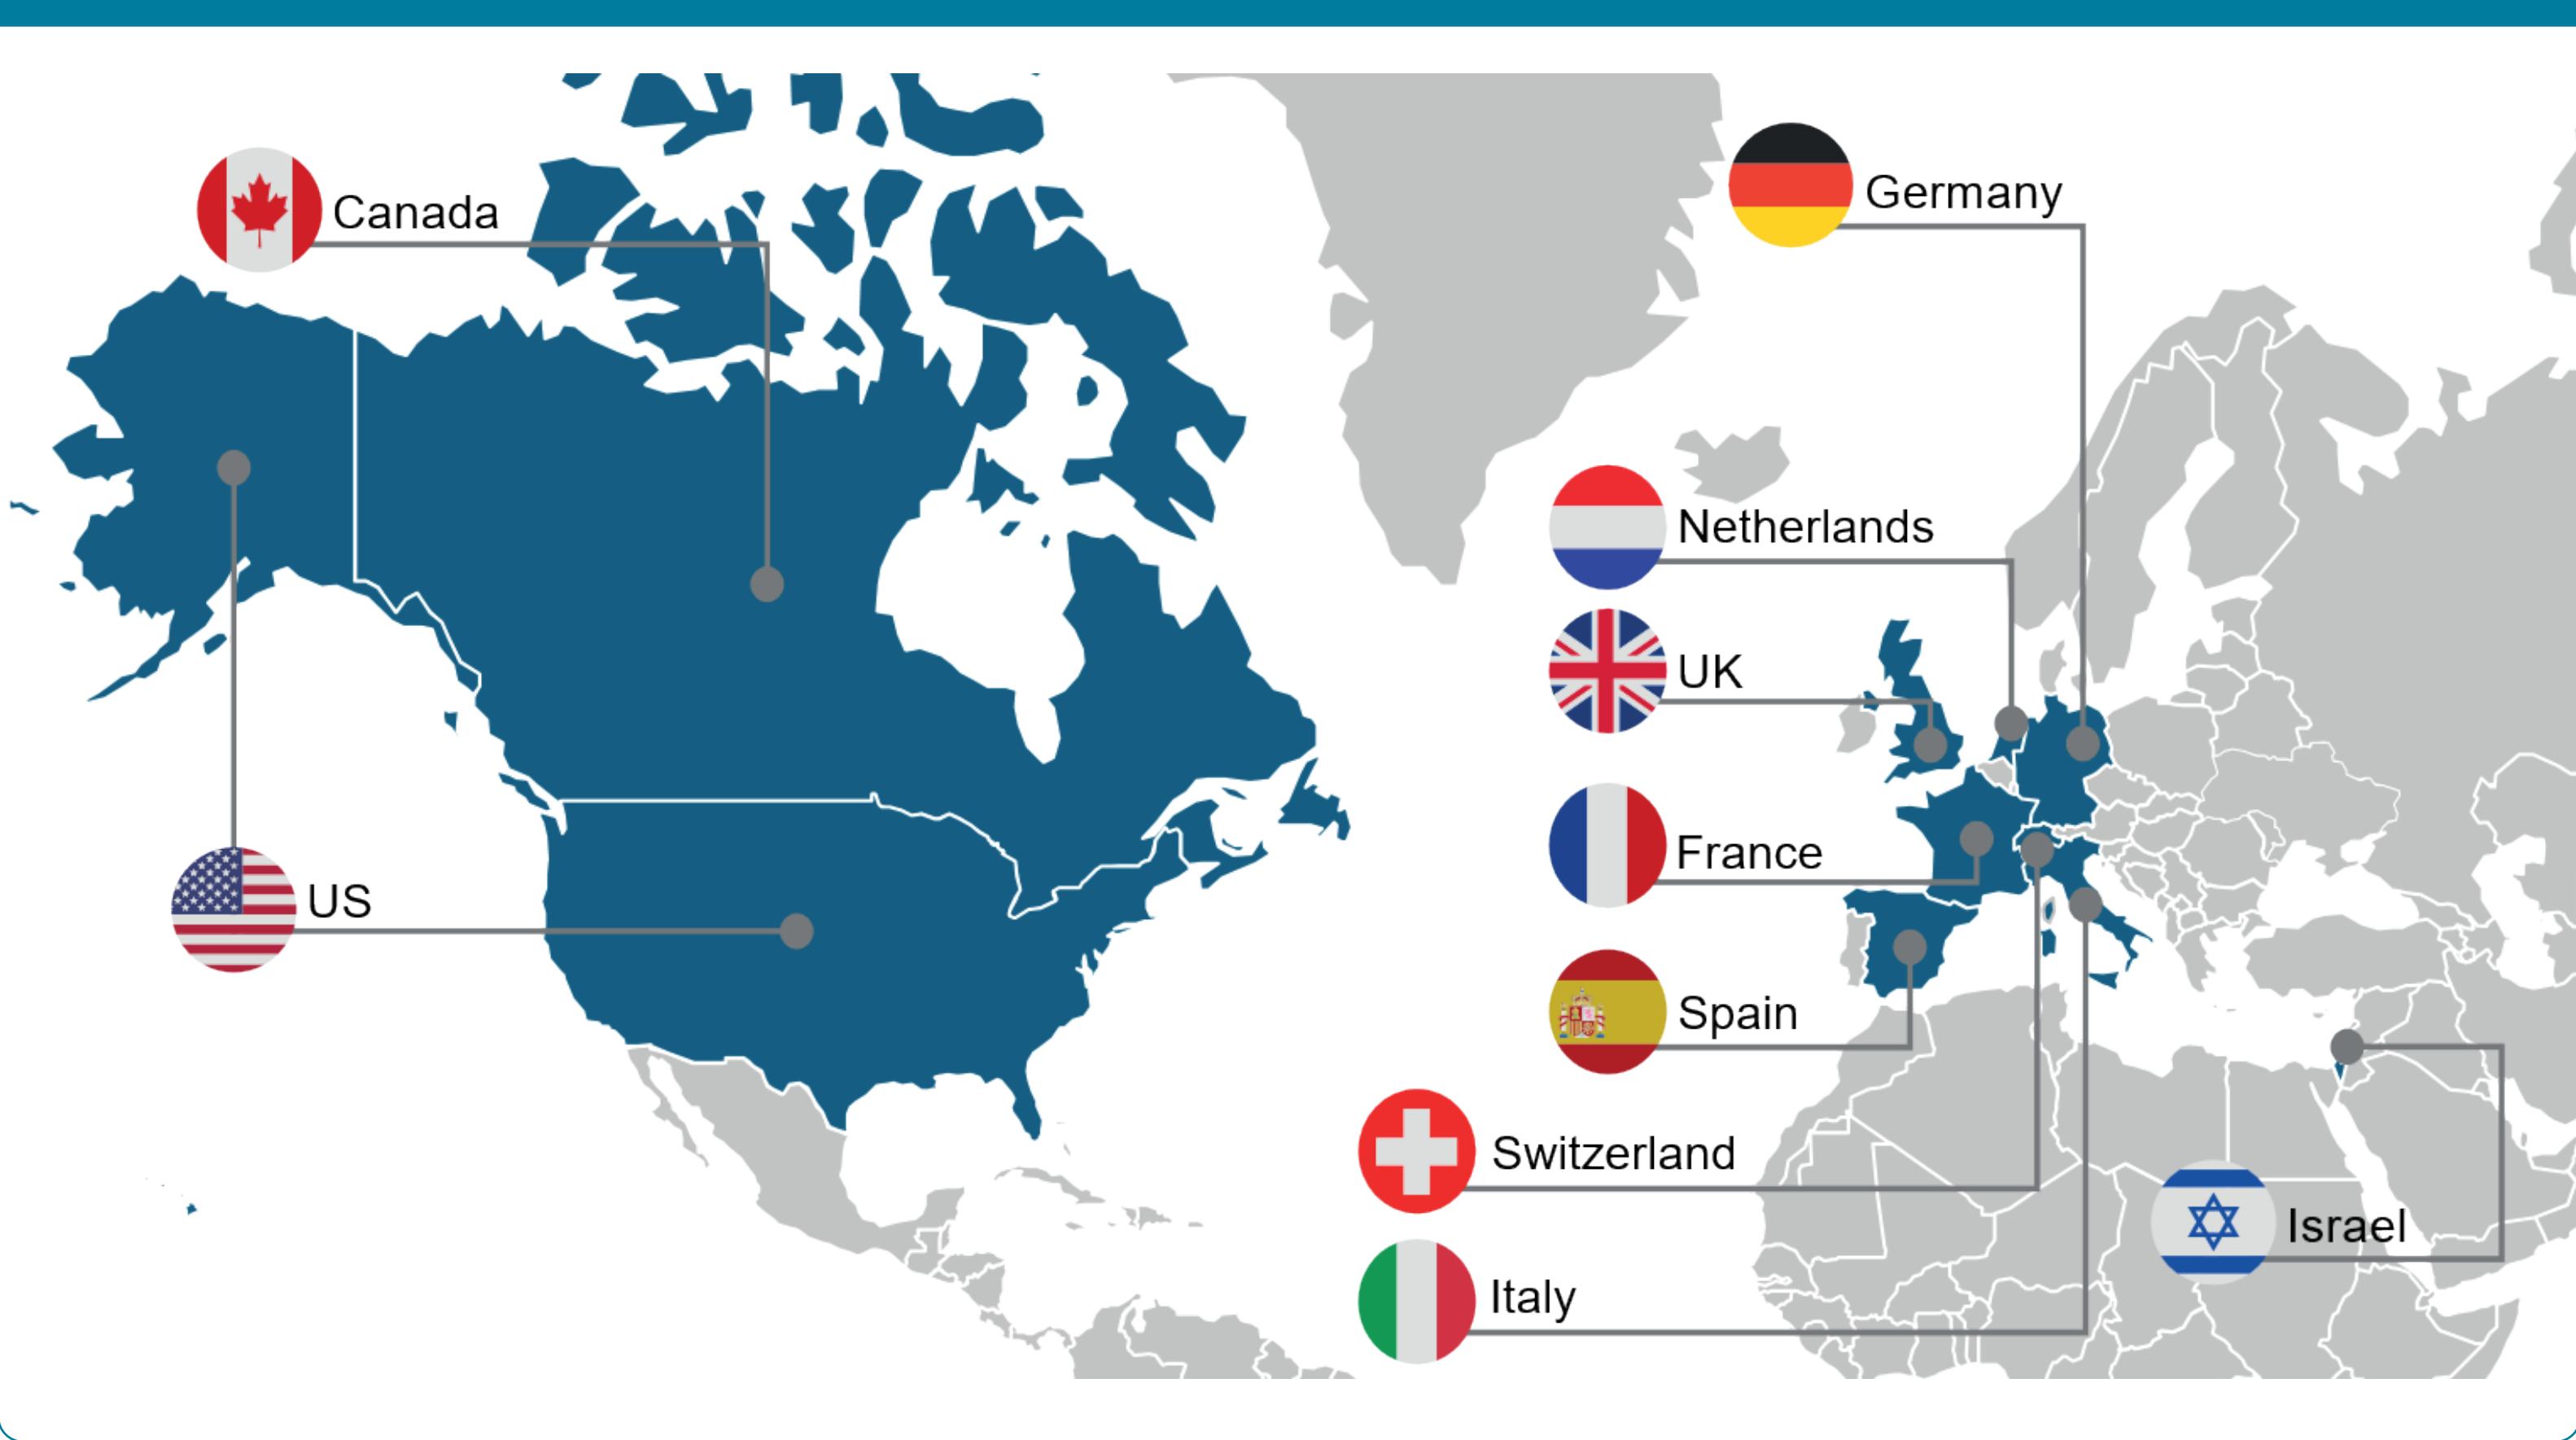 Canada
Germany
Netherlands
UK
France
US
Spain
Switzerland
Israel
Italy